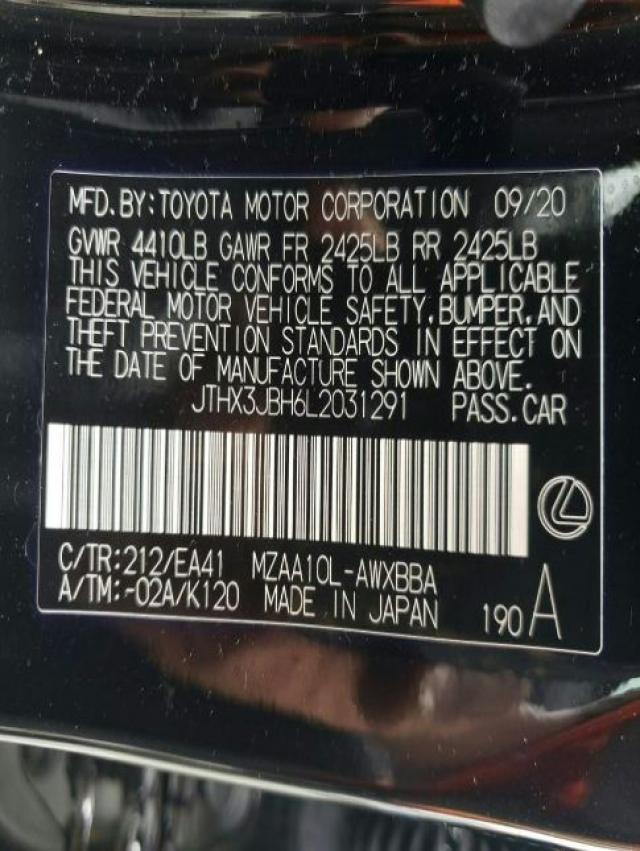 MFD.BY:TOYOTA MOTOR CORPORATION 09/20
GVWR 4410LB GAWR FR 2425LB RR 2425LB
THIS VEHICLE CONFORMS TO ALL APPLICABLE
FEDERAL MOTOR VEHICLE SAFETY,BUMPER,AND
THEFT PREVENTION STANDARDS IN EFFECT ON
THE DATE OF MANUFACTURE SHOWN ABOVE.
JTHX3JBH6L2031291 PASS.CAR
C/TR:212/EA41 MZAA10L-AWXBBA
A/TM:-02A/K120 MADE IN JAPAN 190 A